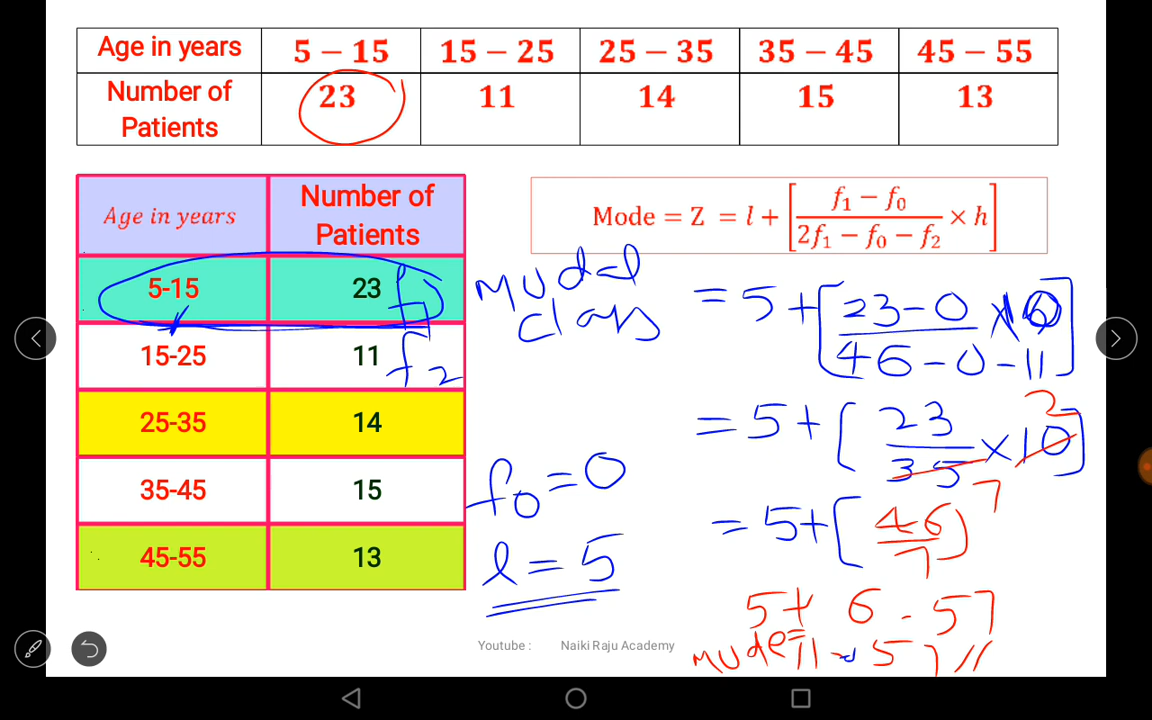 Age in years 5 – 15 15 – 25 25 – 35 35 – 45 45 – 55
Number of Patients 23 11 14 15 13
Age in years Number of Patients
5-15 23 f1
15-25 11 f2
25-35 14
35-45 15
45-55 13
Mode = Z = l + [ (f1 − f0) / (2f1 − f0 − f2) × h ]
modal
class
f0 = 0
l = 5
= 5 + [ (23 − 0) / (46 − 0 − 11) × 10 ]
= 5 + [ 23 / 35 × 10 ] 2 7
= 5 + [ 46 / 7 ]
5 + 6.57
mode = 11.57 //
Youtube : Naiki Raju Academy